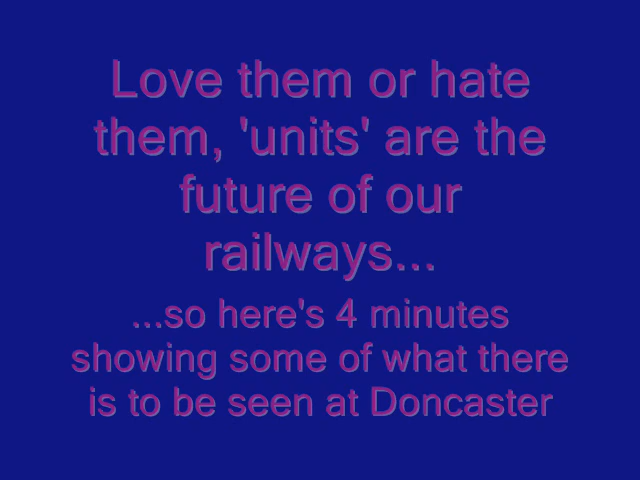 Love them or hate
them, 'units' are the
future of our
railways...
...so here's 4 minutes
showing some of what there
is to be seen at Doncaster